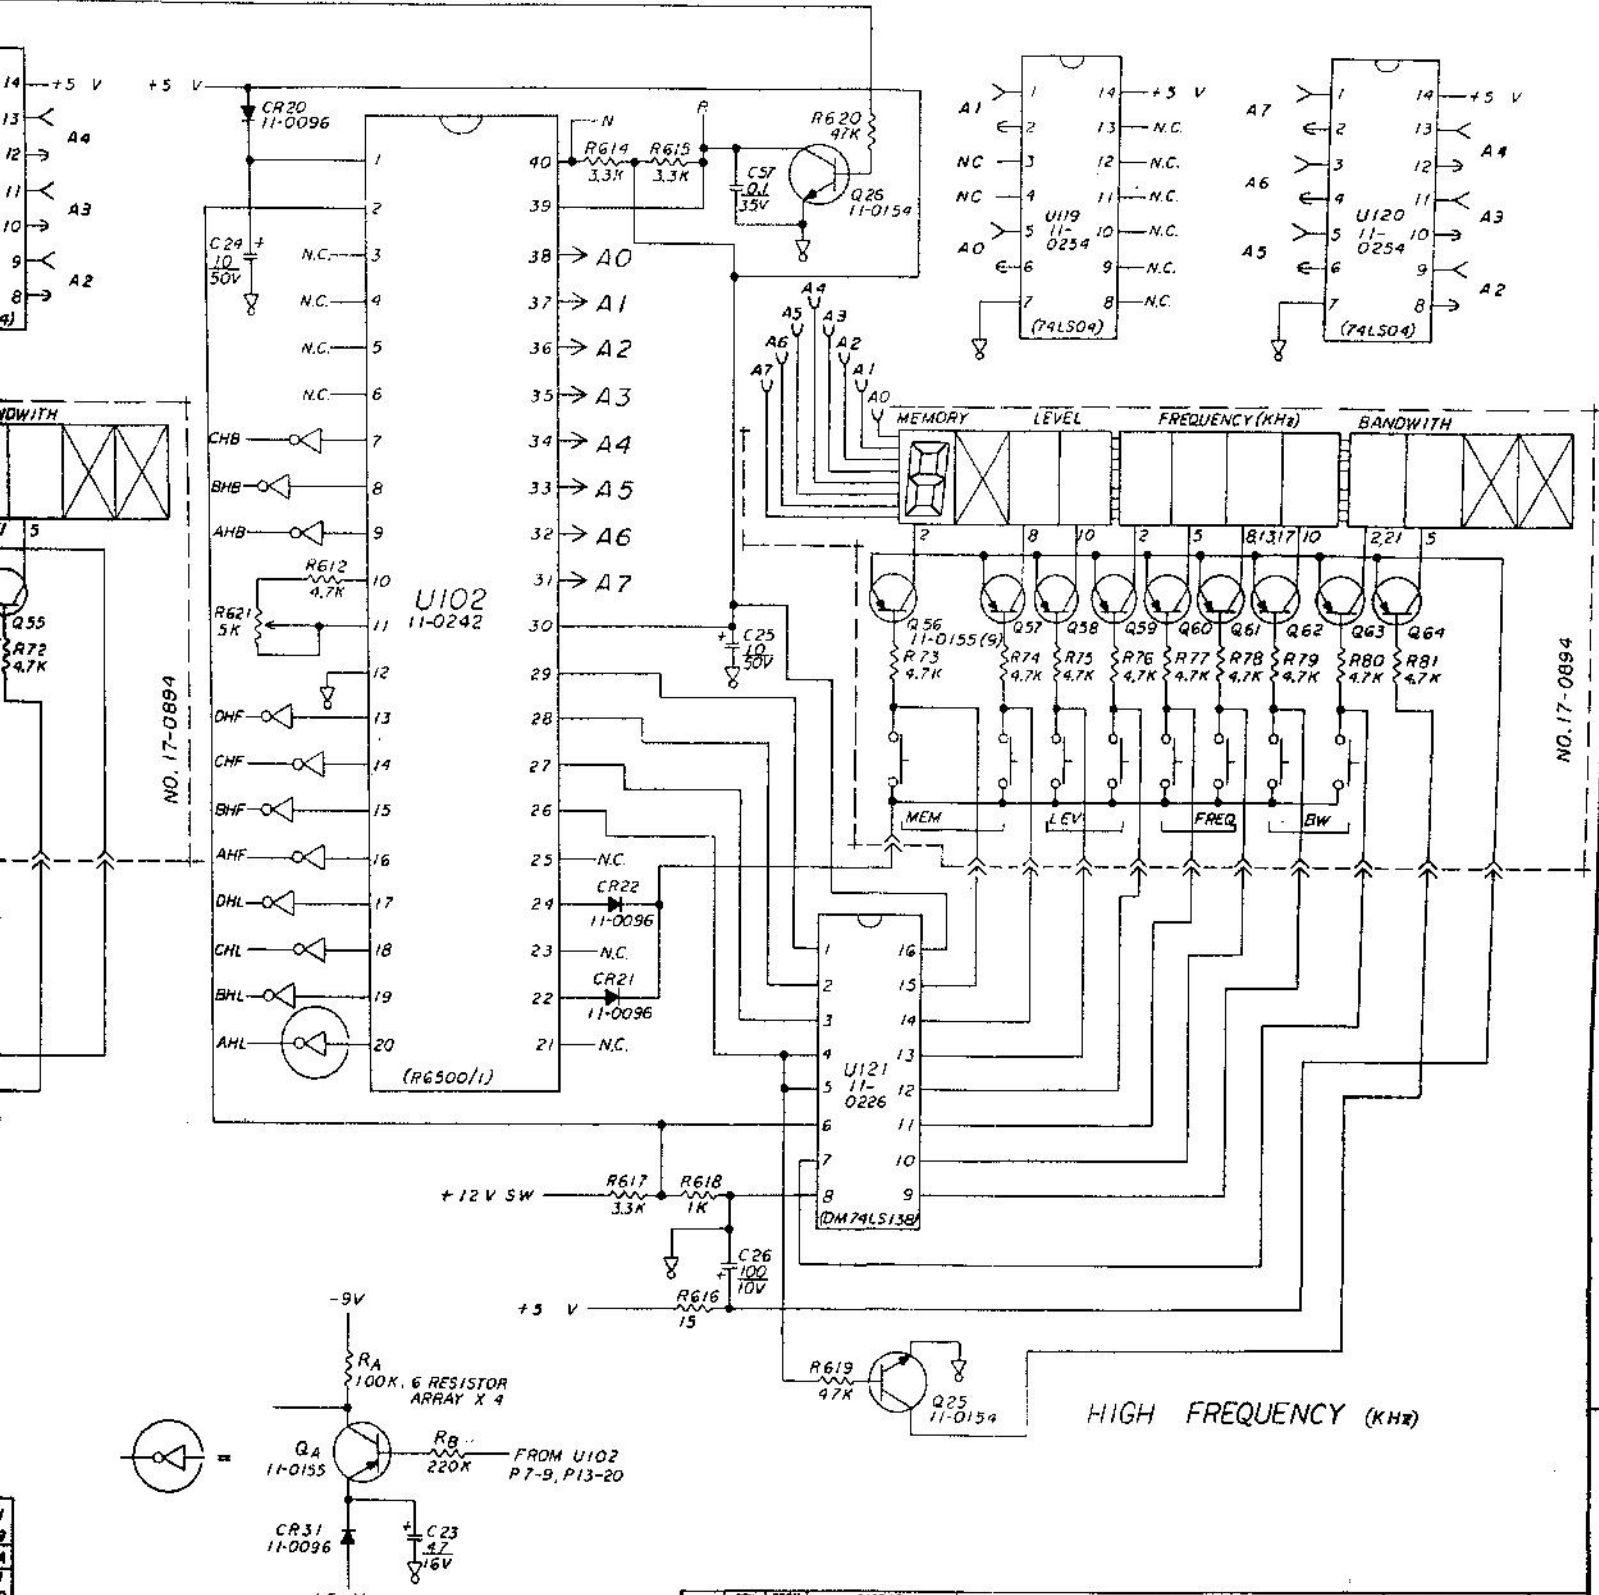 14 +5 V
13
A4
12
11
A3
10
9
A2
8
4)
+5 V
CR20
11-0096
C24 +
10
50V
1
2
N.C. 3
N.C. 4
N.C. 5
N.C. 6
CHB 7
BHB 8
AHB 9
R612
4.7K
10
R621
5K
11
12
DHF 13
CHF 14
BHF 15
AHF 16
DHL 17
CHL 18
BHL 19
AHL 20
U102
11-0242
(R6500/1)
40
N
R614
3.3K
R615
3.3K
R
39
38 A0
37 A1
36 A2
35 A3
34 A4
33 A5
32 A6
31 A7
30
29
28
27
26
25 N.C.
24
CR22
11-0096
23 N.C.
22
CR21
11-0096
21 N.C.
C57
0.1
35V
R620
47K
Q26
11-0154
+ C25
10
50V
A1
1
2
NC 3
NC 4
A0
5
6
7
14 +5 V
13 N.C.
12 N.C.
11 N.C.
10 N.C.
9 N.C.
8 N.C.
U119
11-
0254
(74LS04)
A7
1
2
A6
3
4
A5
5
6
7
14 +5 V
13
A4
12
11
A3
10
9
A2
8
U120
11-
0254
(74LS04)
A4
A5 A3
A6 A2
A7 A1
A0
MEMORY LEVEL FREQUENCY(KHz) BANDWITH
2 8 10 2 5 8,13,17 10 2,21 5
Q56
11-0155(9)
Q57 Q58 Q59 Q60 Q61 Q62 Q63 Q64
R73
4.7K
R74
4.7K
R75
4.7K
R76
4.7K
R77
4.7K
R78
4.7K
R79
4.7K
R80
4.7K
R81
4.7K
MEM LEV FREQ BW
NO. 17-0894
NDWITH
5
Q55
R72
4.7K
NO. 17-0894
1
2
3
4
5
6
7
8
16
15
14
13
12
11
10
9
U121
11-
0226
(DM74LS138)
+12V SW
R617
3.3K
R618
1K
C26
100
10V
+
+5 V
R616
15
R619
47K
Q25
11-0154
HIGH FREQUENCY (KHz)
-9V
RA
100K, 6 RESISTOR
ARRAY X 4
=
QA
11-0155
RB
220K
FROM U102
P7-9, P13-20
CR31
11-0096
+ C23
47
16V